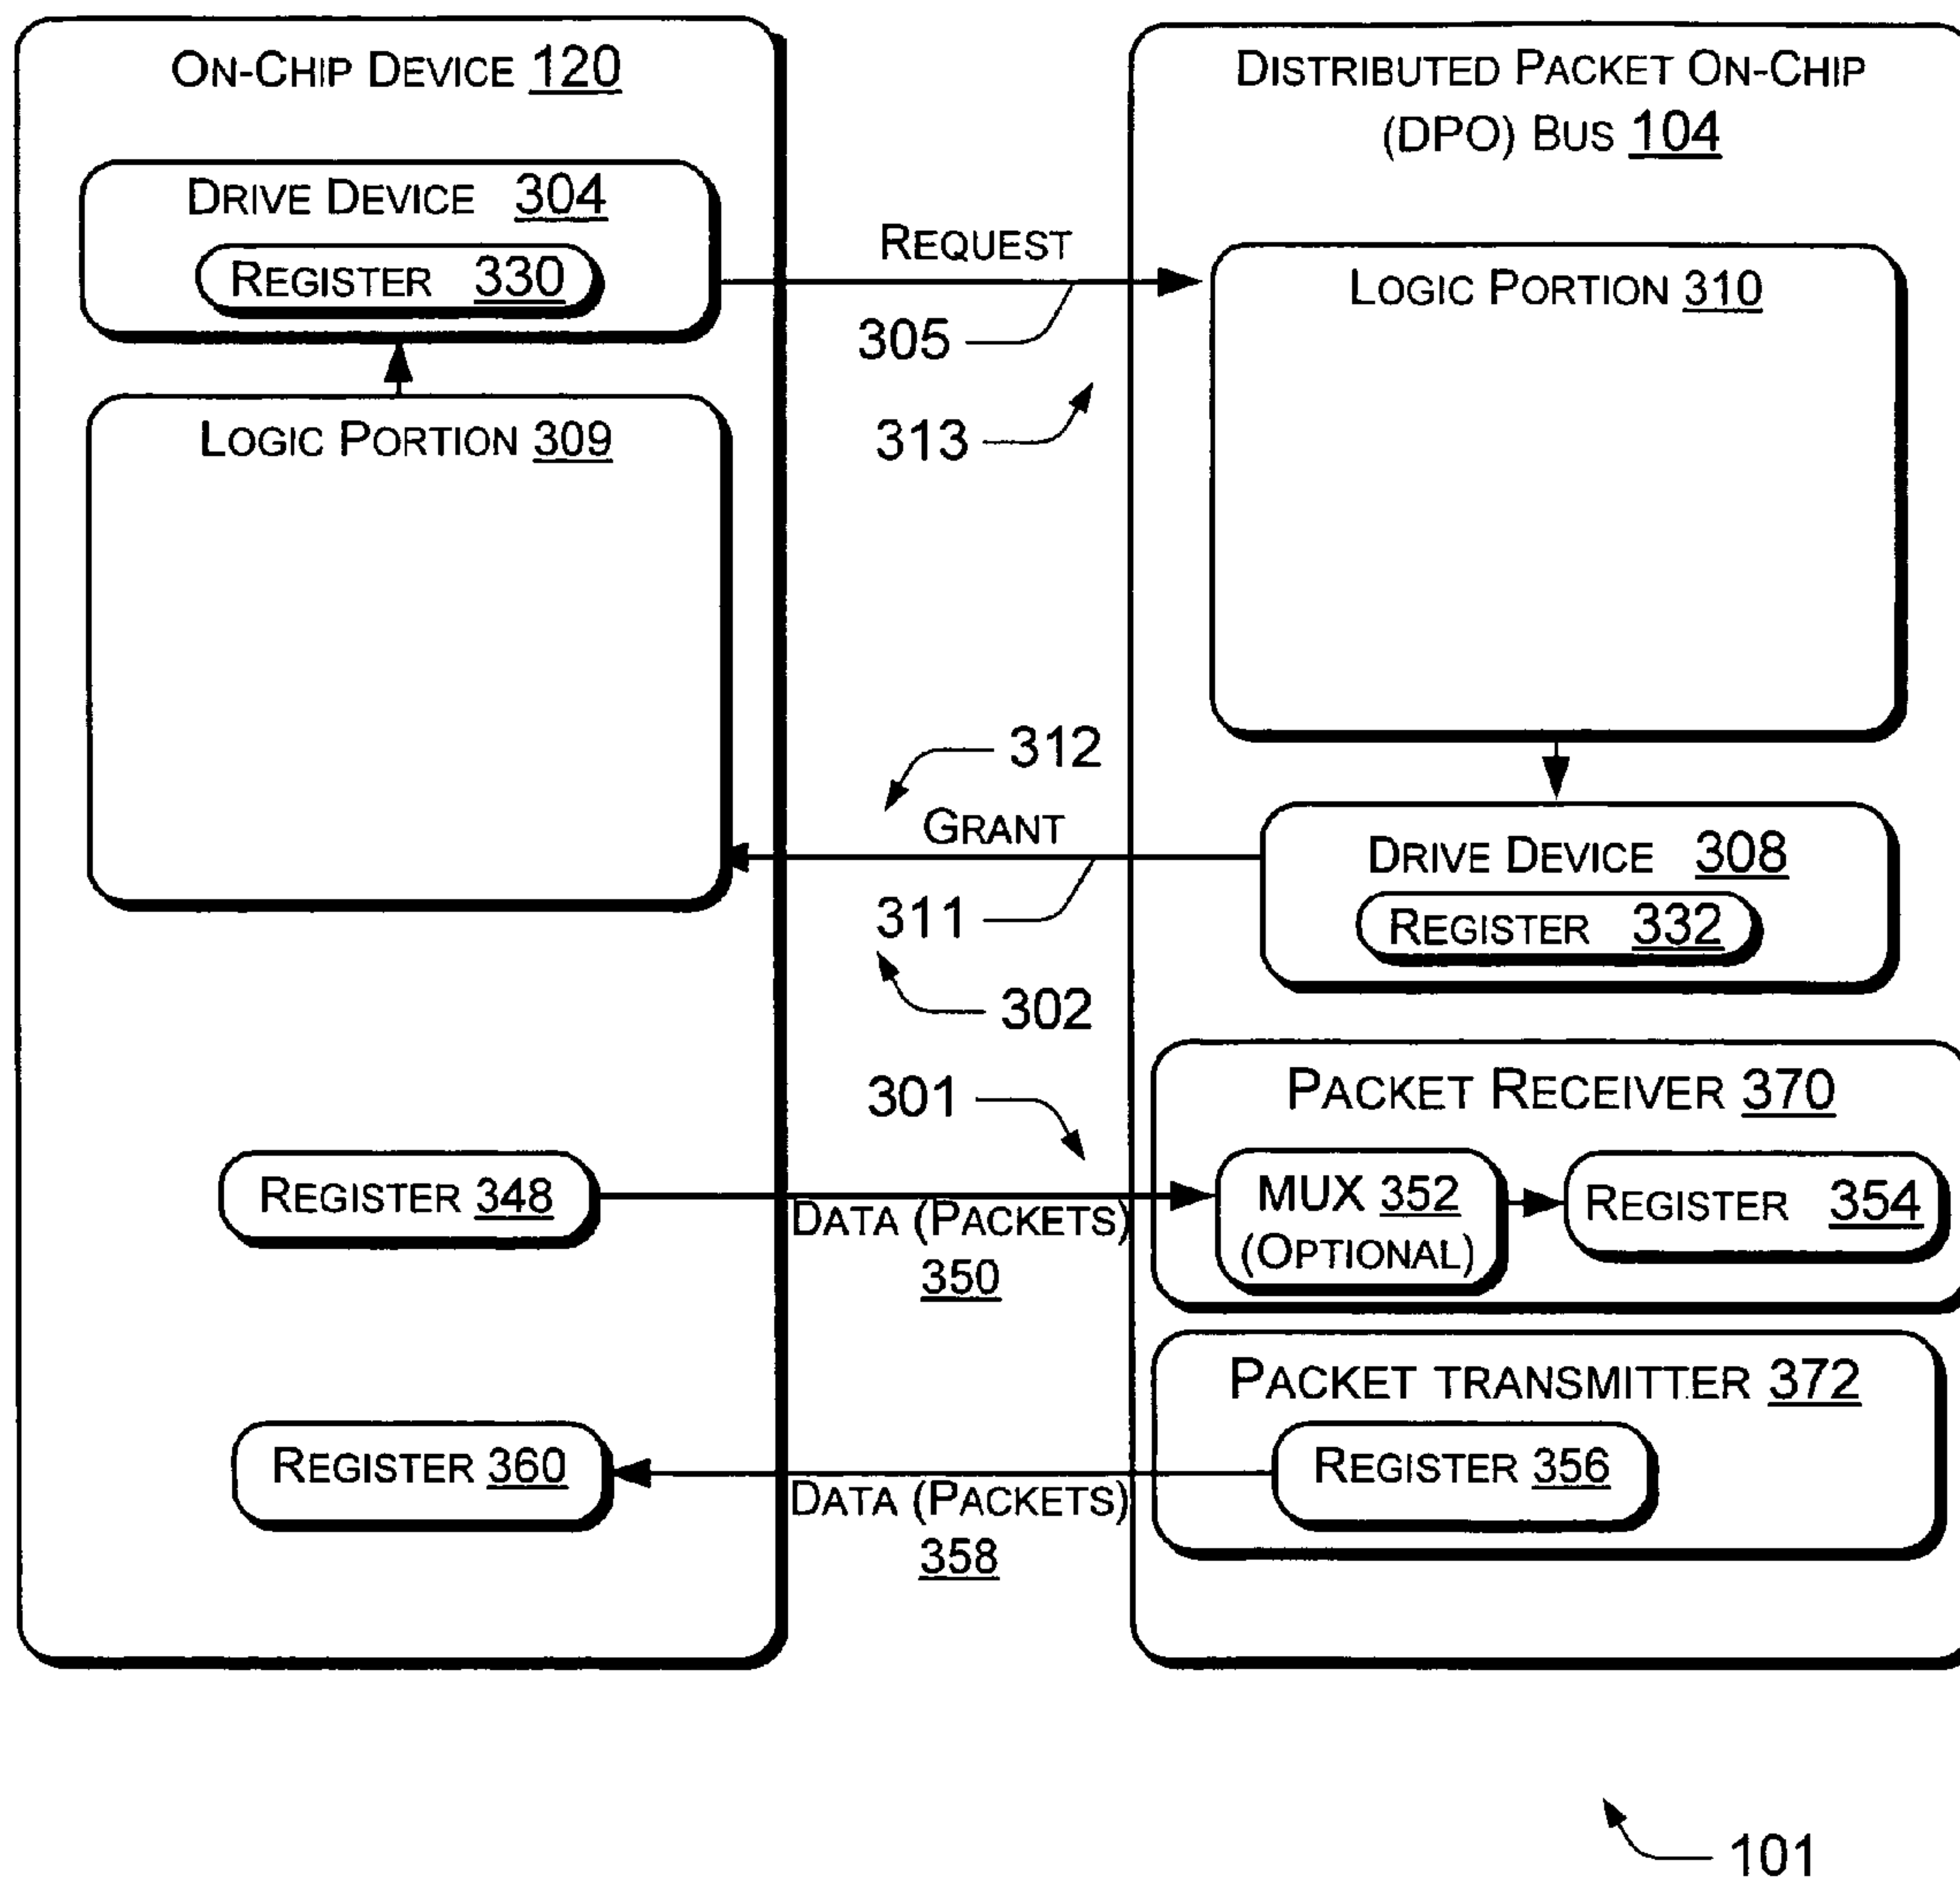 ON-CHIP DEVICE 120
DRIVE DEVICE 304
REGISTER 330
LOGIC PORTION 309
REGISTER 348
REGISTER 360
REQUEST
305
313
312
GRANT
311
302
301
DATA (PACKETS)
350
DATA (PACKETS)
358
DISTRIBUTED PACKET ON-CHIP
(DPO) BUS 104
LOGIC PORTION 310
DRIVE DEVICE 308
REGISTER 332
PACKET RECEIVER 370
MUX 352
(OPTIONAL)
REGISTER 354
PACKET TRANSMITTER 372
REGISTER 356
101